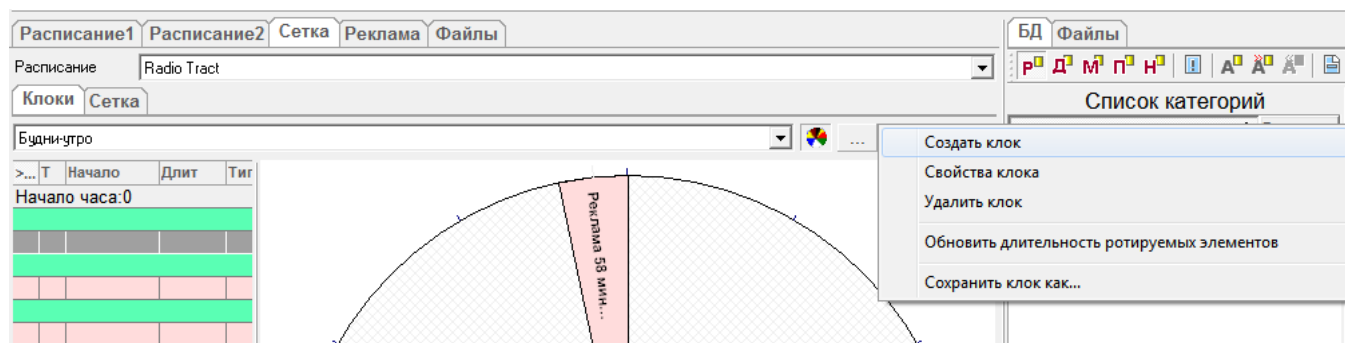 Расписание1 Расписание2 Сетка Реклама Файлы
БД Файлы
Расписание Radio Tract
Р Д М П Н А А А
Клоки Сетка
Список категорий
Будни-утро ...
Создать клок
Свойства клока
Удалить клок
Обновить длительность ротируемых элементов
Сохранить клок как...
>... Т Начало Длит Тип
Начало часа:0
Реклама 58 мин...